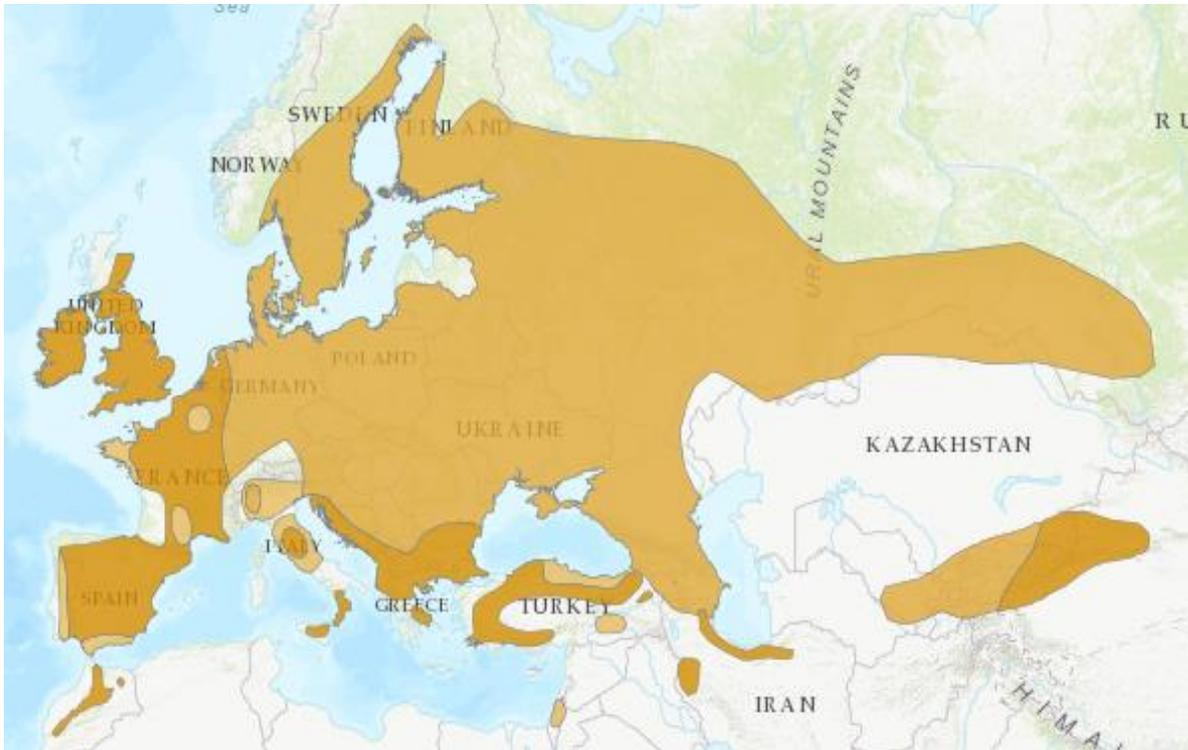 Sea
SWEDEN
FINLAND
NORWAY
URAL MOUNTAINS
RU
UNITED
KINGDOM
POLAND
GERMANY
UKRAINE
FRANCE
KAZAKHSTAN
ITALY
SPAIN
GREECE
TURKEY
IRAN
HIMAL